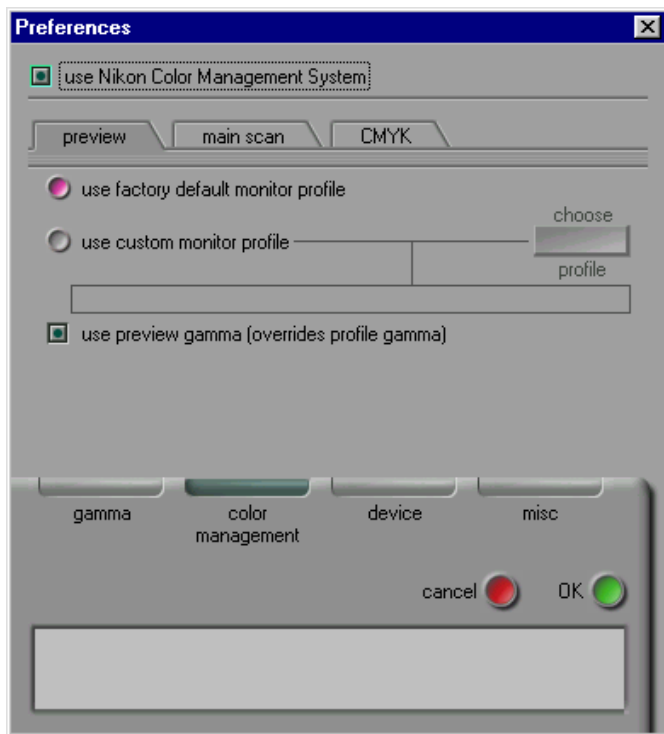 Preferences
use Nikon Color Management System
preview main scan CMYK
use factory default monitor profile
choose
use custom monitor profile
profile
use preview gamma (overrides profile gamma)
gamma color device misc
management
cancel OK